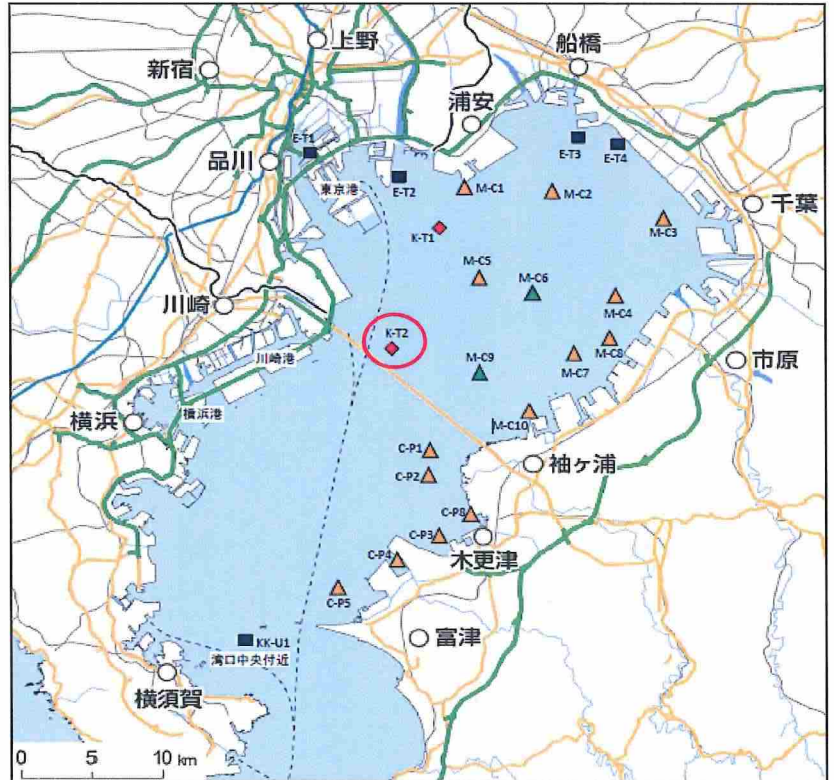 上野
船橋
新宿
浦安
E-T1
E-T3
E-T4
品川
E-T2
東京港
M-C1
M-C2
千葉
M-C3
K-T1
M-C5
M-C6
川崎
M-C4
K-T2
M-C8
川崎港
M-C7
市原
M-C9
横浜港
横浜
M-C10
C-P1
袖ヶ浦
C-P2
C-P8
C-P3
木更津
C-P4
C-P5
KK-U1
富津
湾口中央付近
横須賀
0 5 10 km